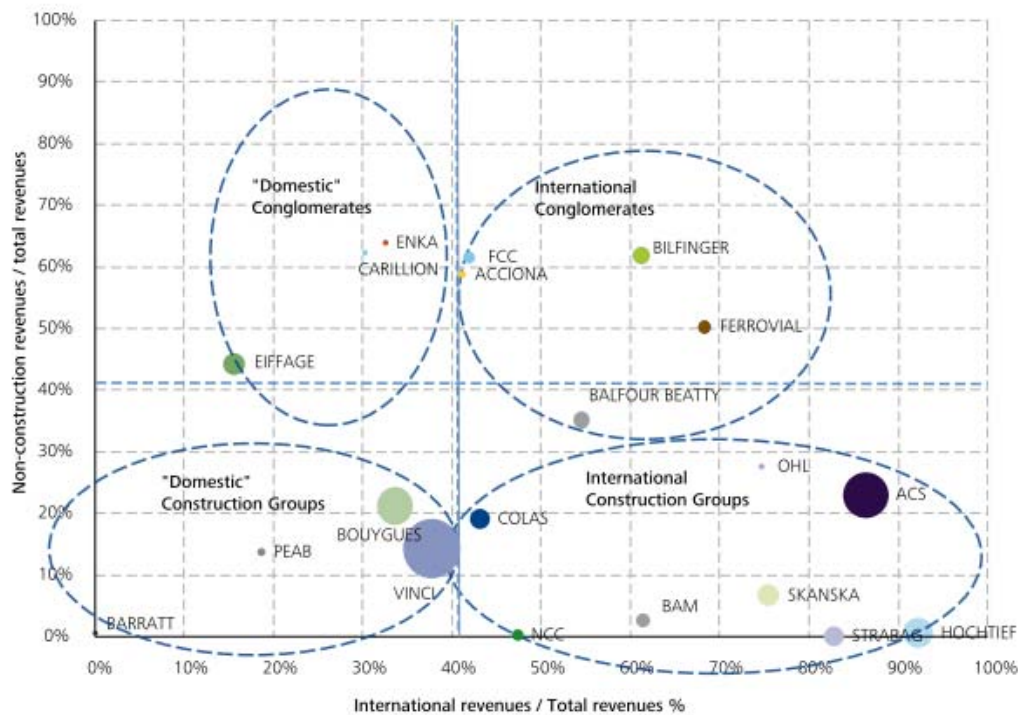 Non-construction revenues / total revenues
100%
90%
80%
70%
60%
50%
40%
30%
20%
10%
0%
"Domestic"
Conglomerates
International
Conglomerates
ENKA
CARILLION
FCC
ACCIONA
BILFINGER
FERROVIAL
EIFFAGE
BALFOUR BEATTY
"Domestic"
Construction Groups
International
Construction Groups
OHL
ACS
BOUYGUES
COLAS
PEAB
VINCI
SKANSKA
BAM
BARRATT
NCC
STRABAG
HOCHTIEF
0% 10% 20% 30% 40% 50% 60% 70% 80% 90% 100%
International revenues / Total revenues %